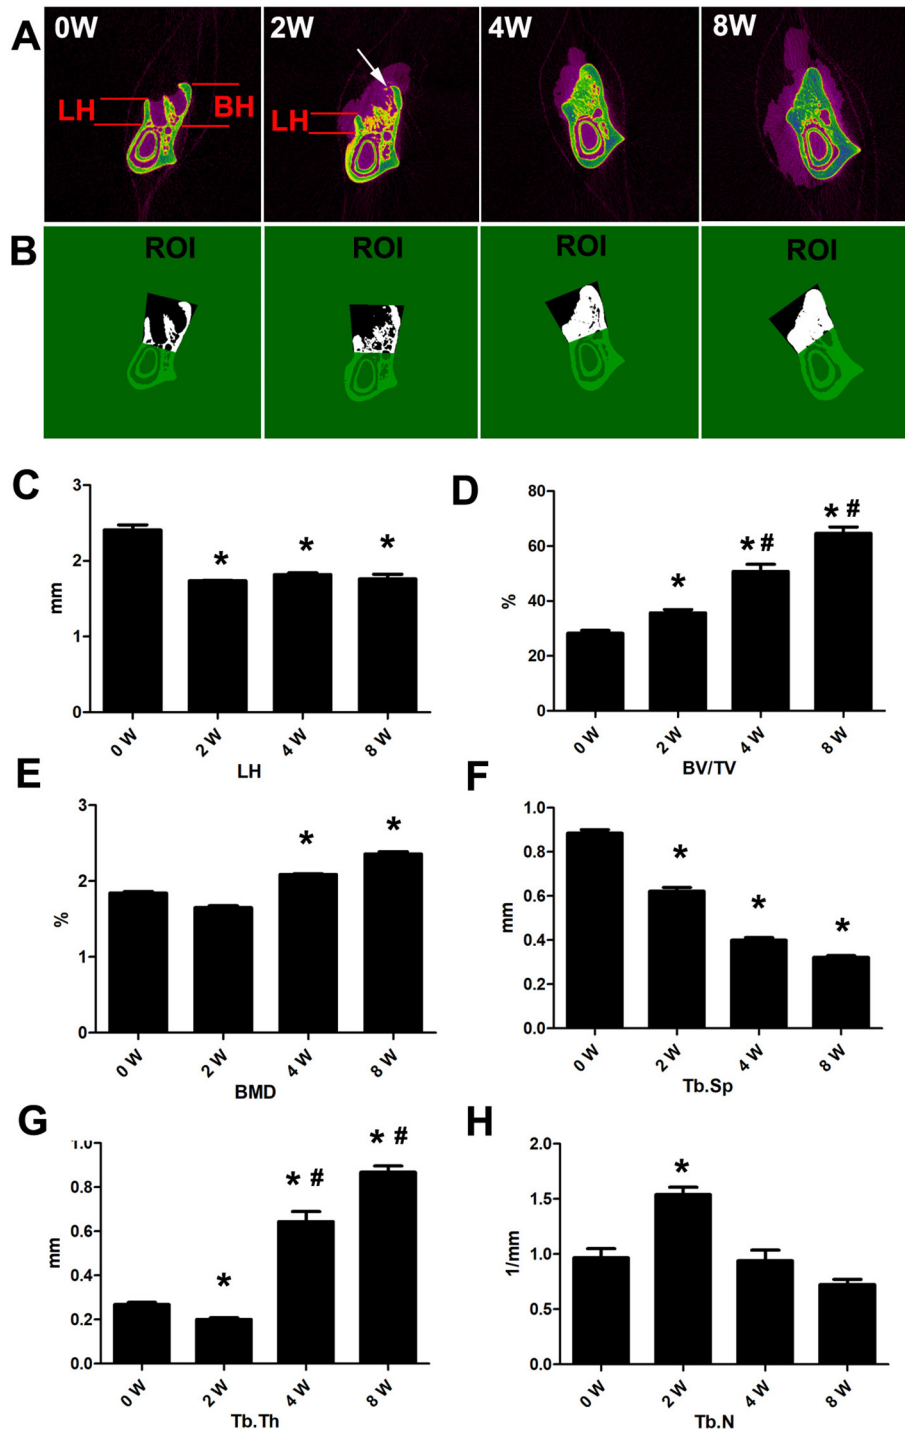 A 0W 2W 4W 8W
LH BH LH
B ROI ROI ROI ROI
C
3
2
1
0
mm
* * *
0 W 2 W 4 W 8 W
LH
D
80
60
40
20
0
%
* * # * #
0 W 2 W 4 W 8 W
BV/TV
E
3
2
1
0
%
* *
0 W 2 W 4 W 8 W
BMD
F
1.0
0.8
0.6
0.4
0.2
0.0
mm
* * *
0 W 2 W 4 W 8 W
Tb.Sp
G
1.0
0.8
0.6
0.4
0.2
0.0
mm
* * # * #
0 W 2 W 4 W 8 W
Tb.Th
H
2.0
1.5
1.0
0.5
0.0
1/mm
*
0 W 2 W 4 W 8 W
Tb.N